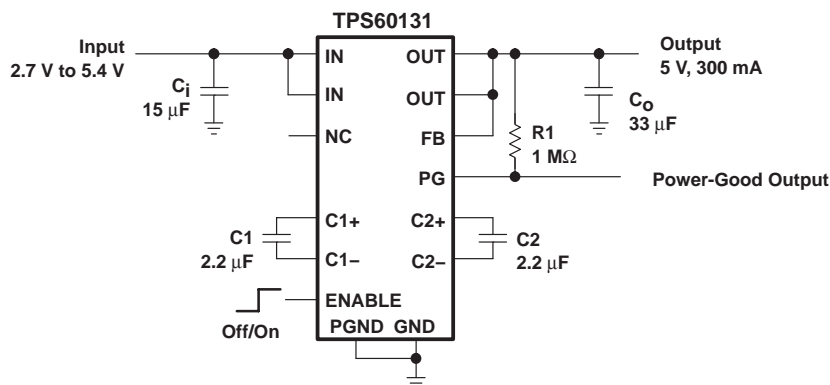 TPS60131
Input
2.7 V to 5.4 V
Ci
15 µF
IN
IN
NC
C1+
C1–
ENABLE
PGND GND
OUT
OUT
FB
PG
C2+
C2–
C1
2.2 µF
Off/On
R1
1 MΩ
Output
5 V, 300 mA
Co
33 µF
Power-Good Output
C2
2.2 µF